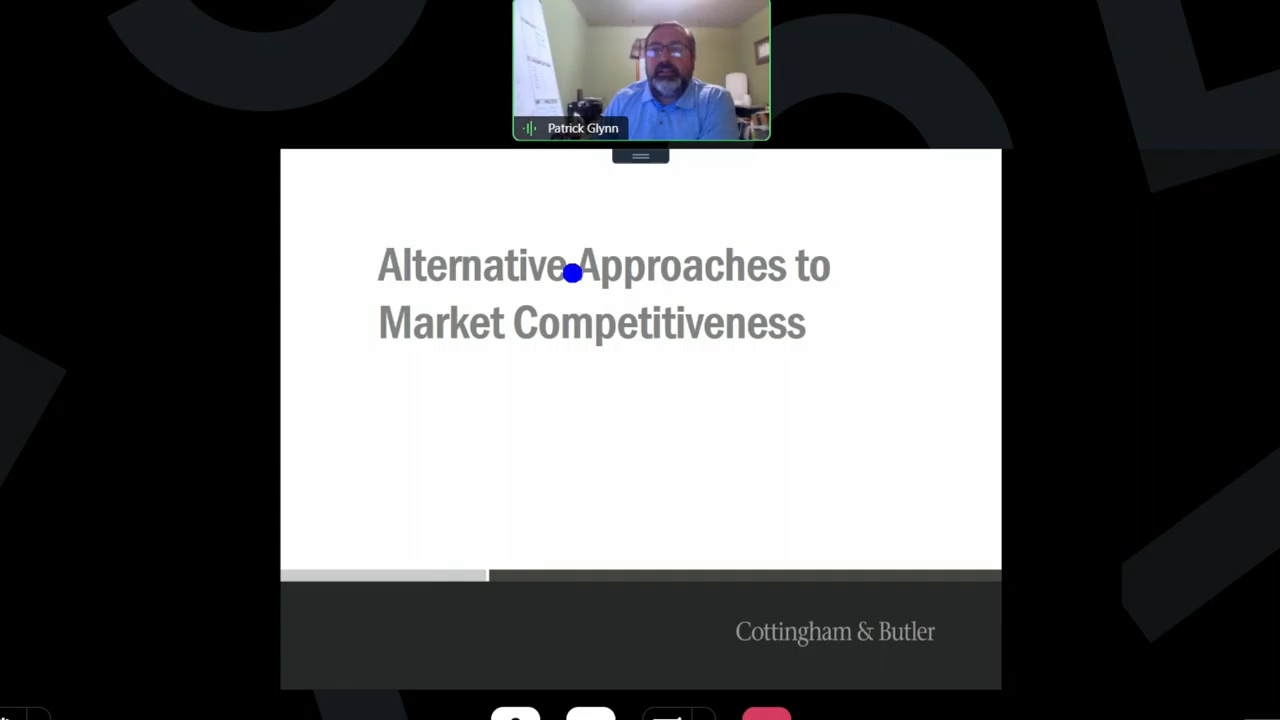 Patrick Glynn
Alternative Approaches to
Market Competitiveness
Cottingham & Butler